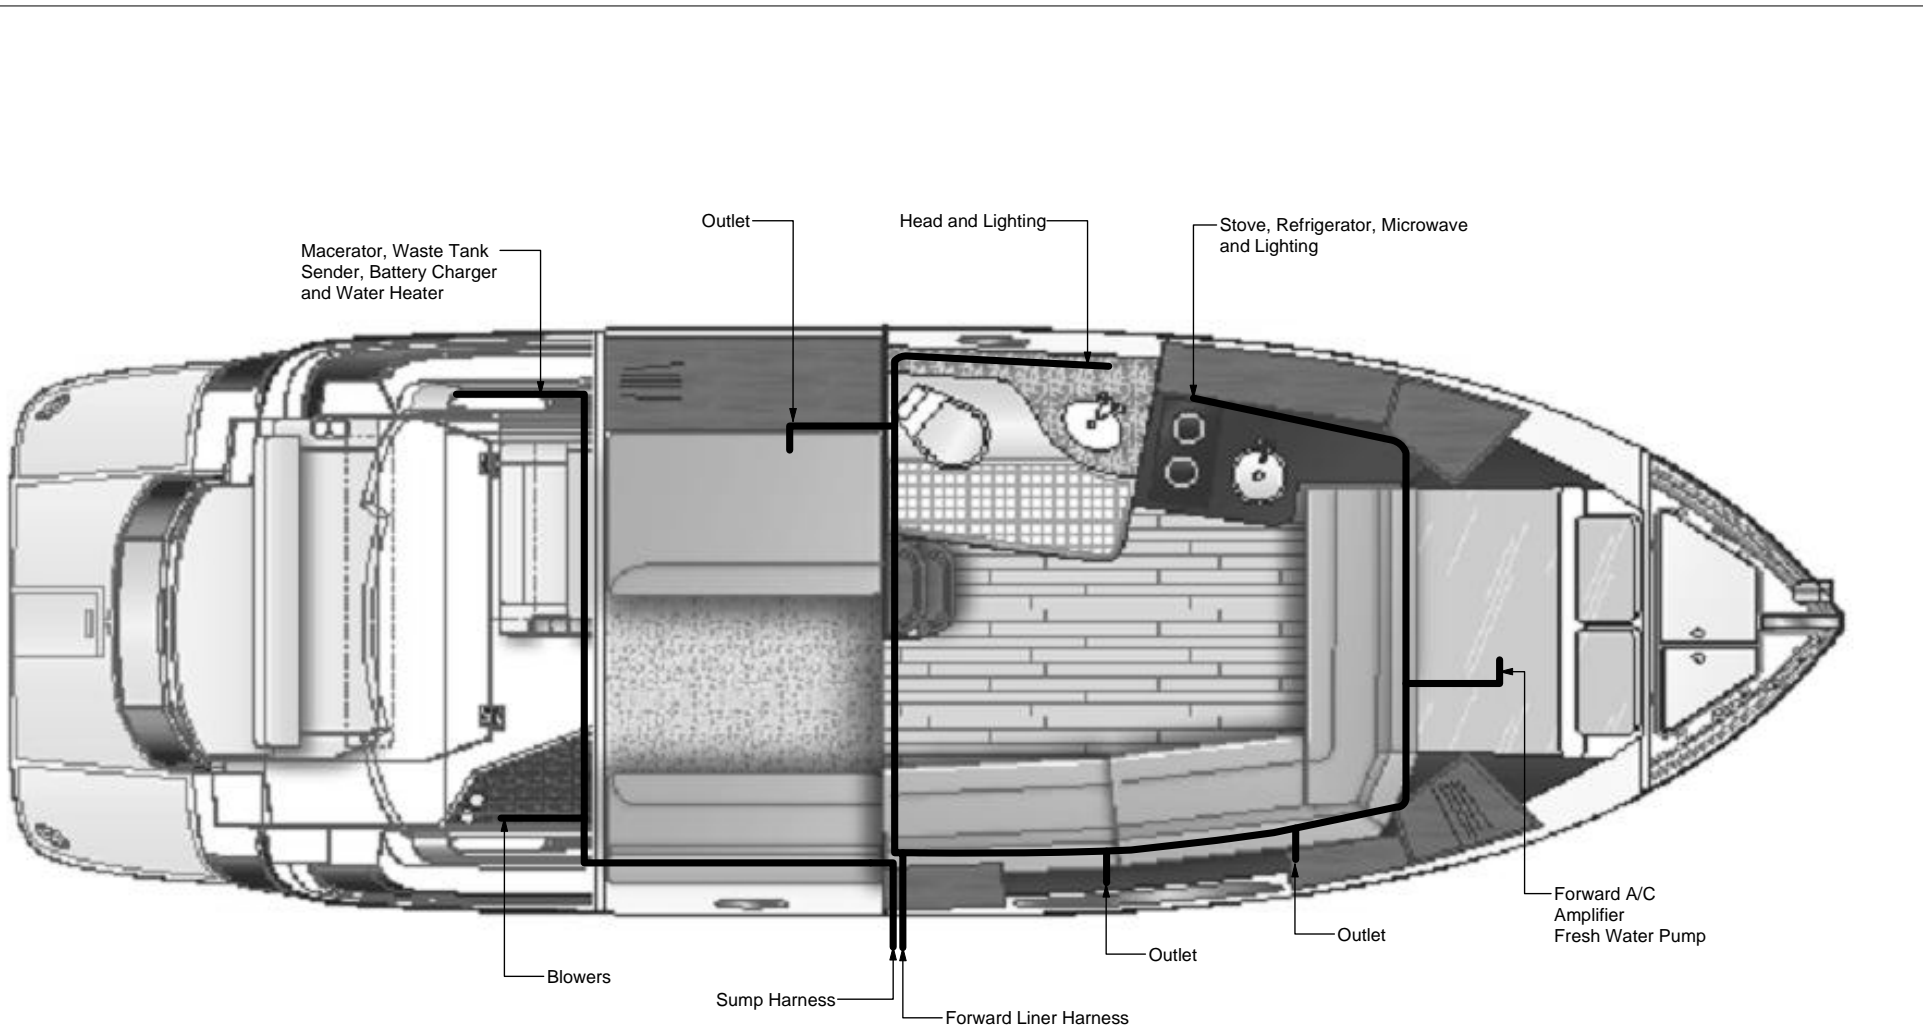 Outlet
Head and Lighting
Stove, Refrigerator, Microwave
and Lighting
Macerator, Waste Tank
Sender, Battery Charger
and Water Heater
Forward A/C
Amplifier
Fresh Water Pump
Outlet
Outlet
Blowers
Sump Harness
Forward Liner Harness